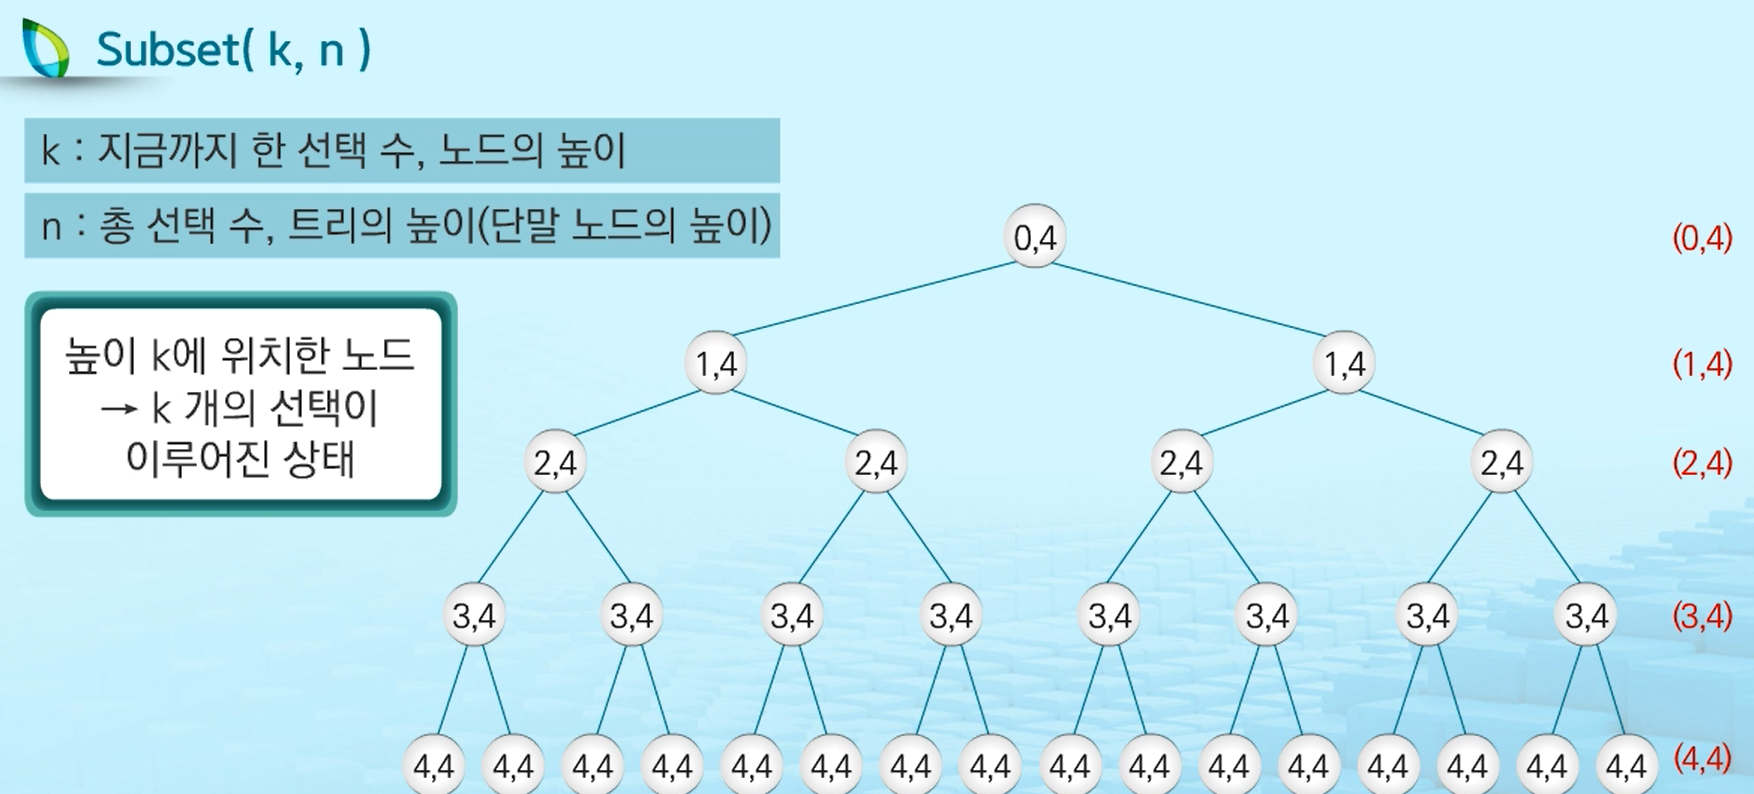 Subset( k, n )
k : 지금까지 한 선택 수, 노드의 높이
n : 총 선택 수, 트리의 높이(단말 노드의 높이)
높이 k에 위치한 노드
→ k 개의 선택이
이루어진 상태
0,4 (0,4)
1,4 1,4 (1,4)
2,4 2,4 2,4 2,4 (2,4)
3,4 3,4 3,4 3,4 3,4 3,4 3,4 3,4 (3,4)
4,4 4,4 4,4 4,4 4,4 4,4 4,4 4,4 4,4 4,4 4,4 4,4 4,4 4,4 4,4 4,4 (4,4)